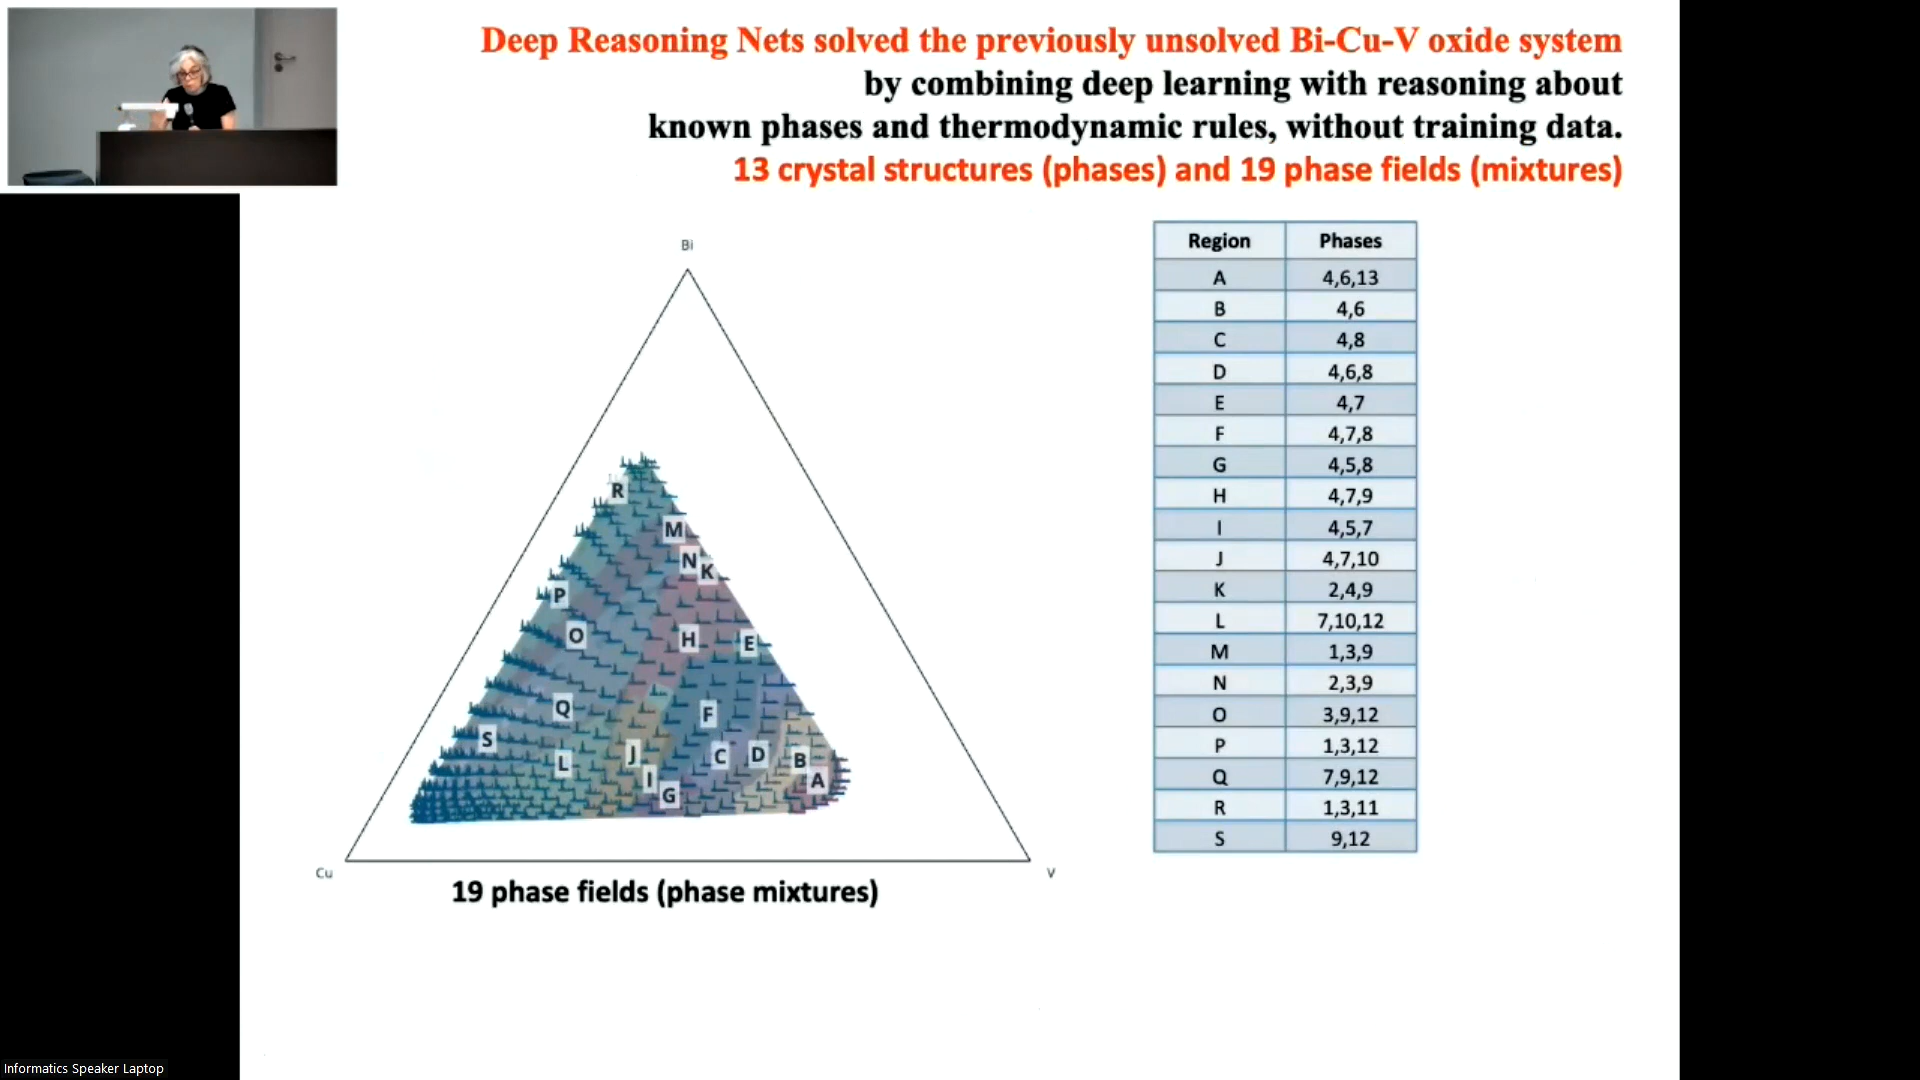 Deep Reasoning Nets solved the previously unsolved Bi-Cu-V oxide system
by combining deep learning with reasoning about
known phases and thermodynamic rules, without training data.
13 crystal structures (phases) and 19 phase fields (mixtures)
Bi
R
M
N
K
P
O
H
E
Q
F
S
L
J
C
D
B
I
A
G
Cu
V
19 phase fields (phase mixtures)
Region Phases
A 4,6,13
B 4,6
C 4,8
D 4,6,8
E 4,7
F 4,7,8
G 4,5,8
H 4,7,9
I 4,5,7
J 4,7,10
K 2,4,9
L 7,10,12
M 1,3,9
N 2,3,9
O 3,9,12
P 1,3,12
Q 7,9,12
R 1,3,11
S 9,12
Informatics Speaker Laptop